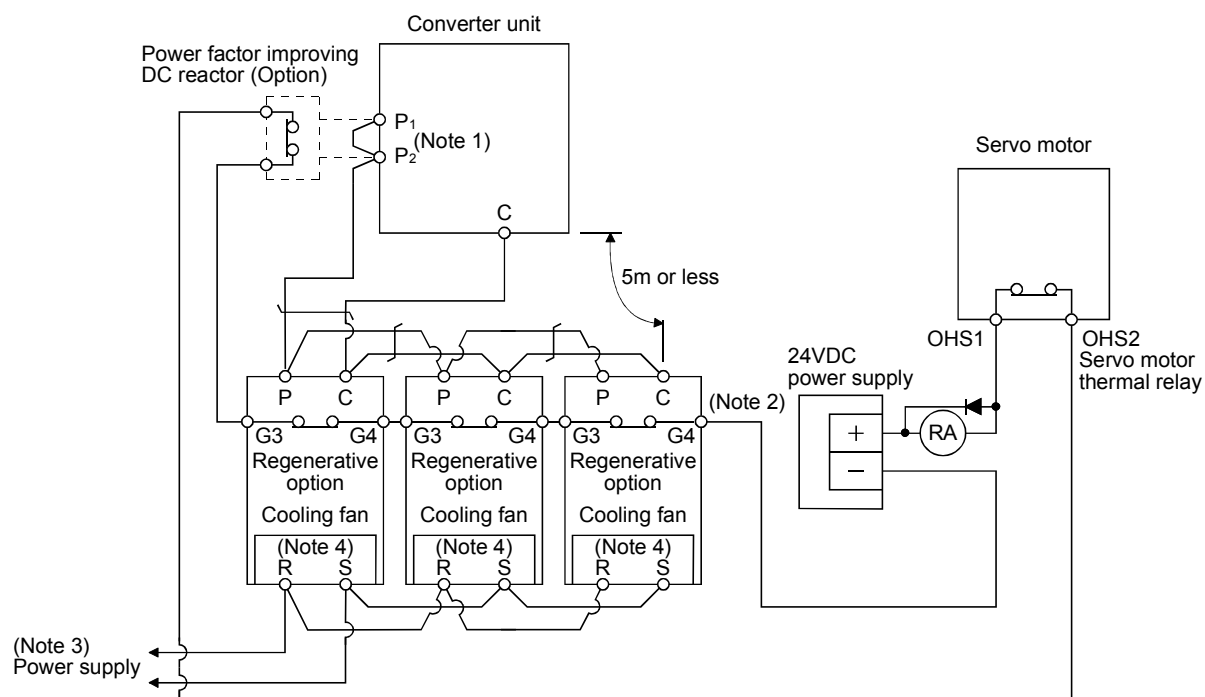 Converter unit
Power factor improving
DC reactor (Option)
P1
(Note 1)
P2
C
5m or less
Servo motor
OHS1
OHS2
Servo motor
thermal relay
24VDC
power supply
+
RA
−
(Note 2)
P C P C P C
G3 G4 G3 G4 G3 G4
Regenerative
option
Regenerative
option
Regenerative
option
Cooling fan
Cooling fan
Cooling fan
(Note 4) (Note 4) (Note 4)
R S R S R S
(Note 3)
Power supply